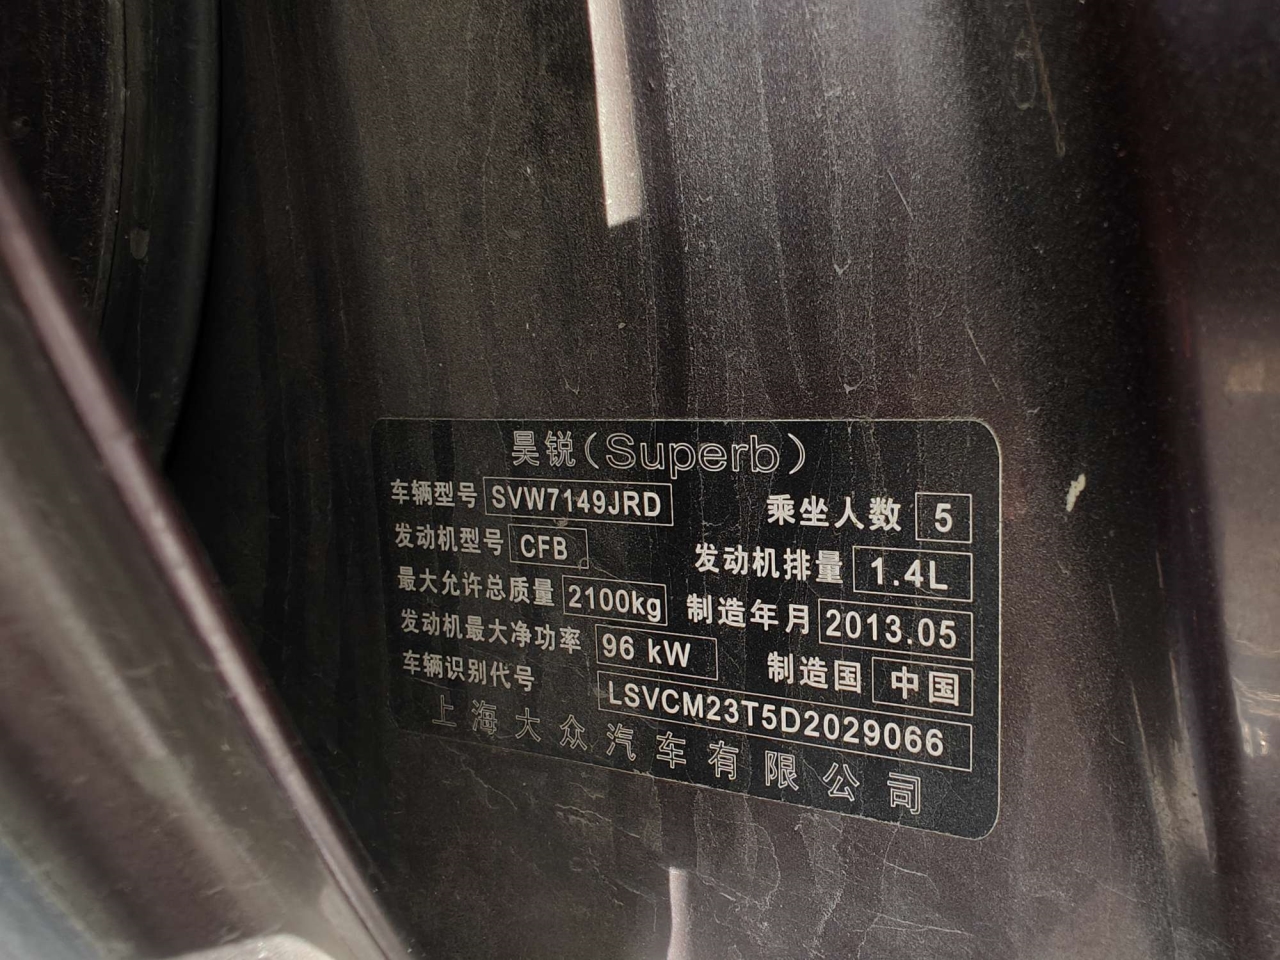 昊锐(Superb)
车辆型号 SVW7149JRD 乘坐人数 5
发动机型号 CFB 发动机排量 1.4L
最大允许总质量 2100kg 制造年月 2013.05
发动机最大净功率 96 kW 制造国 中国
车辆识别代号 LSVCM23T5D2029066
上海大众汽车有限公司